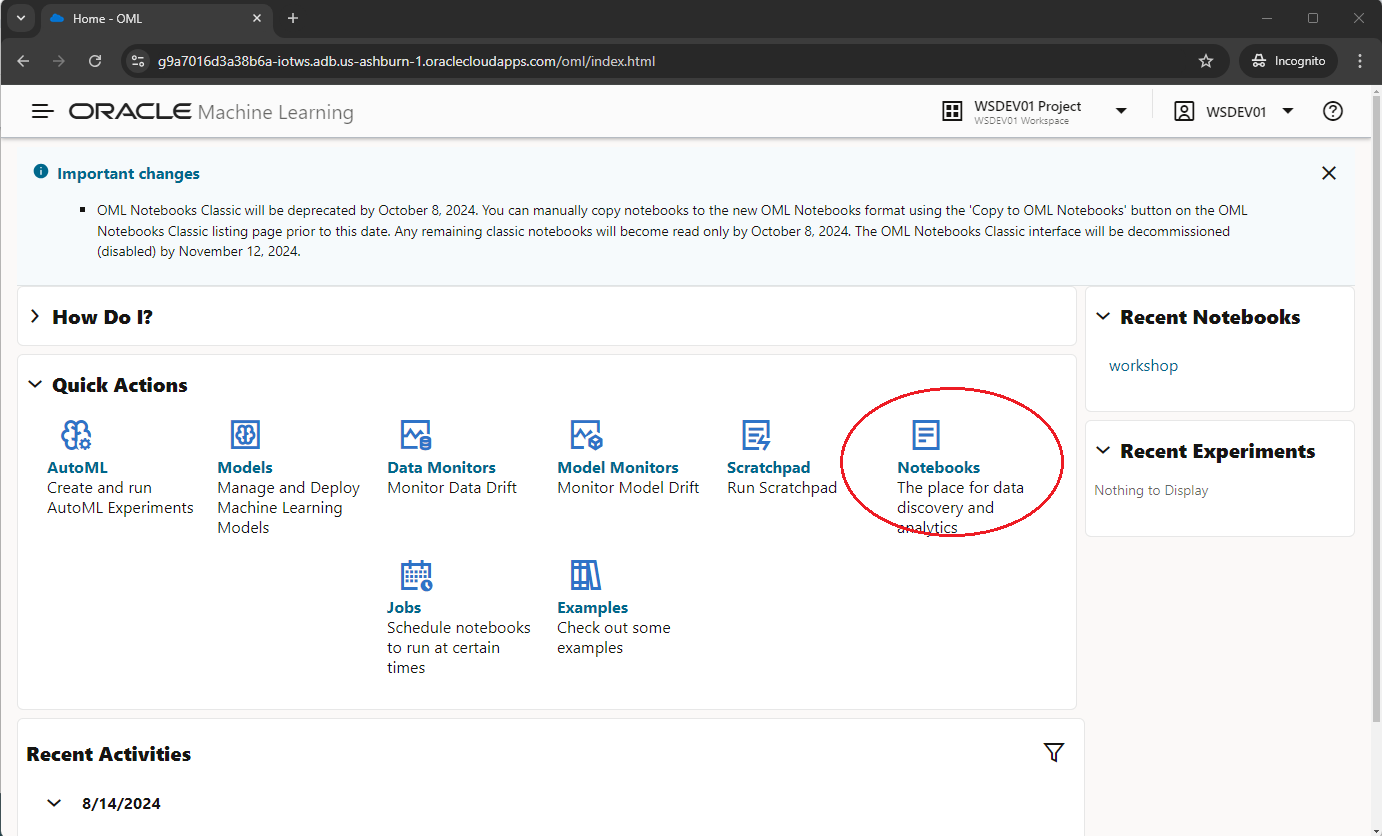 Home - OML
g9a7016d3a38b6a-iotws.adb.us-ashburn-1.oraclecloudapps.com/oml/index.html
Incognito
ORACLE Machine Learning
WSDEV01 Project
WSDEV01 Workspace
WSDEV01
Important changes
OML Notebooks Classic will be deprecated by October 8, 2024. You can manually copy notebooks to the new OML Notebooks format using the 'Copy to OML Notebooks' button on the OML
Notebooks Classic listing page prior to this date. Any remaining classic notebooks will become read only by October 8, 2024. The OML Notebooks Classic interface will be decommissioned
(disabled) by November 12, 2024.
How Do I?
Quick Actions
AutoML
Create and run
AutoML Experiments
Models
Manage and Deploy
Machine Learning
Models
Data Monitors
Monitor Data Drift
Model Monitors
Monitor Model Drift
Scratchpad
Run Scratchpad
Notebooks
The place for data
discovery and
analytics
Jobs
Schedule notebooks
to run at certain
times
Examples
Check out some
examples
Recent Notebooks
workshop
Recent Experiments
Nothing to Display
Recent Activities
8/14/2024